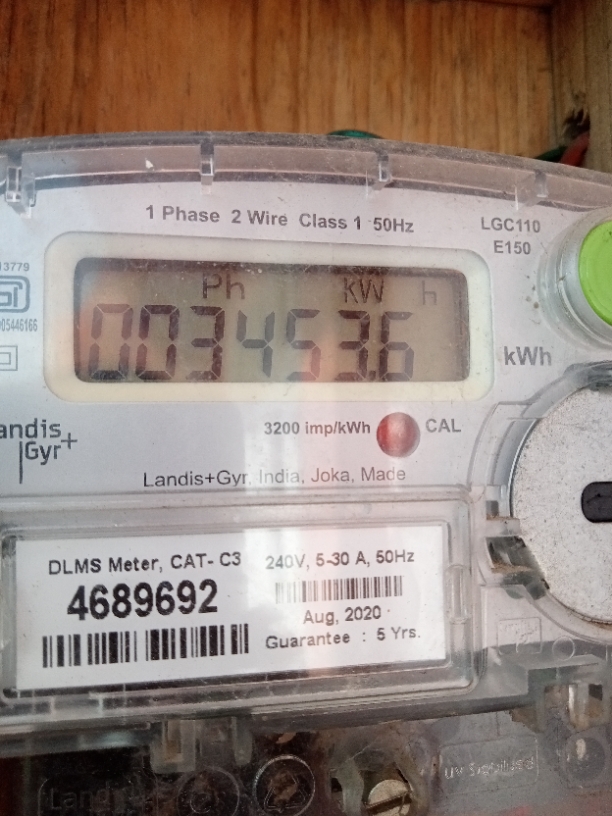 1 Phase 2 Wire Class 1 50Hz
LGC110
E150
13779
Ph kW h
003453.6
kWh
3200 imp/kWh CAL
andis
Gyr+
Landis+Gyr, India, Joka, Made
DLMS Meter, CAT- C3
4689692
240V, 5-30 A, 50Hz
Aug, 2020
Guarantee : 5 Yrs.